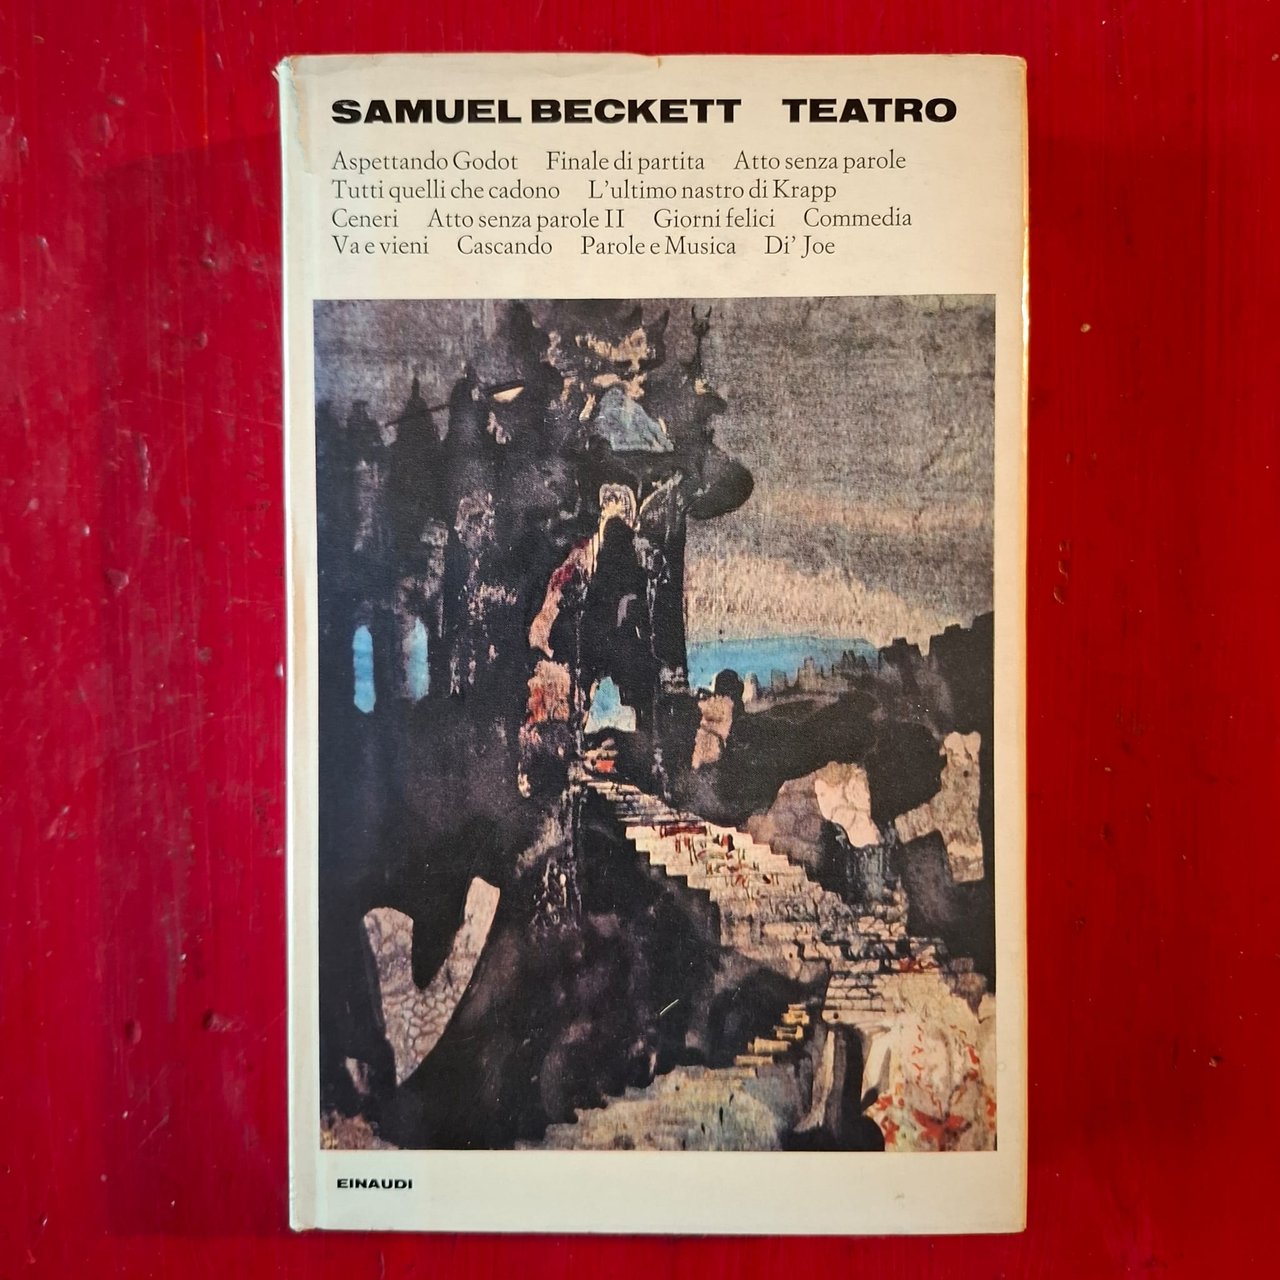 SAMUEL BECKETT TEATRO
Aspettando Godot Finale di partita Atto senza parole
Tutti quelli che cadono L'ultimo nastro di Krapp
Ceneri Atto senza parole II Giorni felici Commedia
Va e vieni Cascando Parole e Musica Di' Joe
EINAUDI